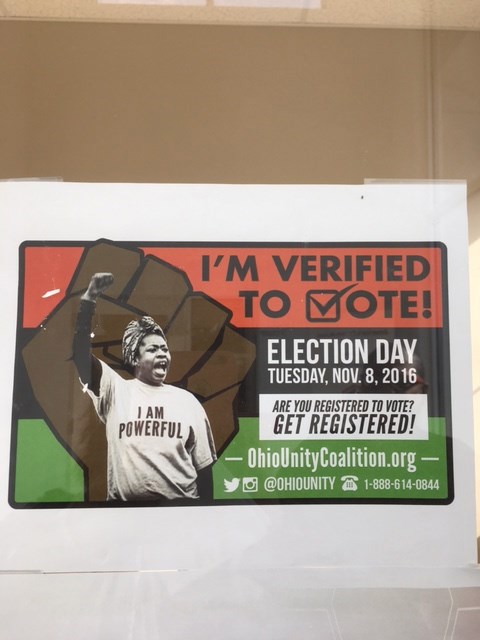 I'M VERIFIED
TO VOTE!
ELECTION DAY
TUESDAY, NOV. 8, 2016
ARE YOU REGISTERED TO VOTE?
GET REGISTERED!
OhioUnityCoalition.org
@OHIOUNITY 1-888-614-0844
I AM
POWERFUL